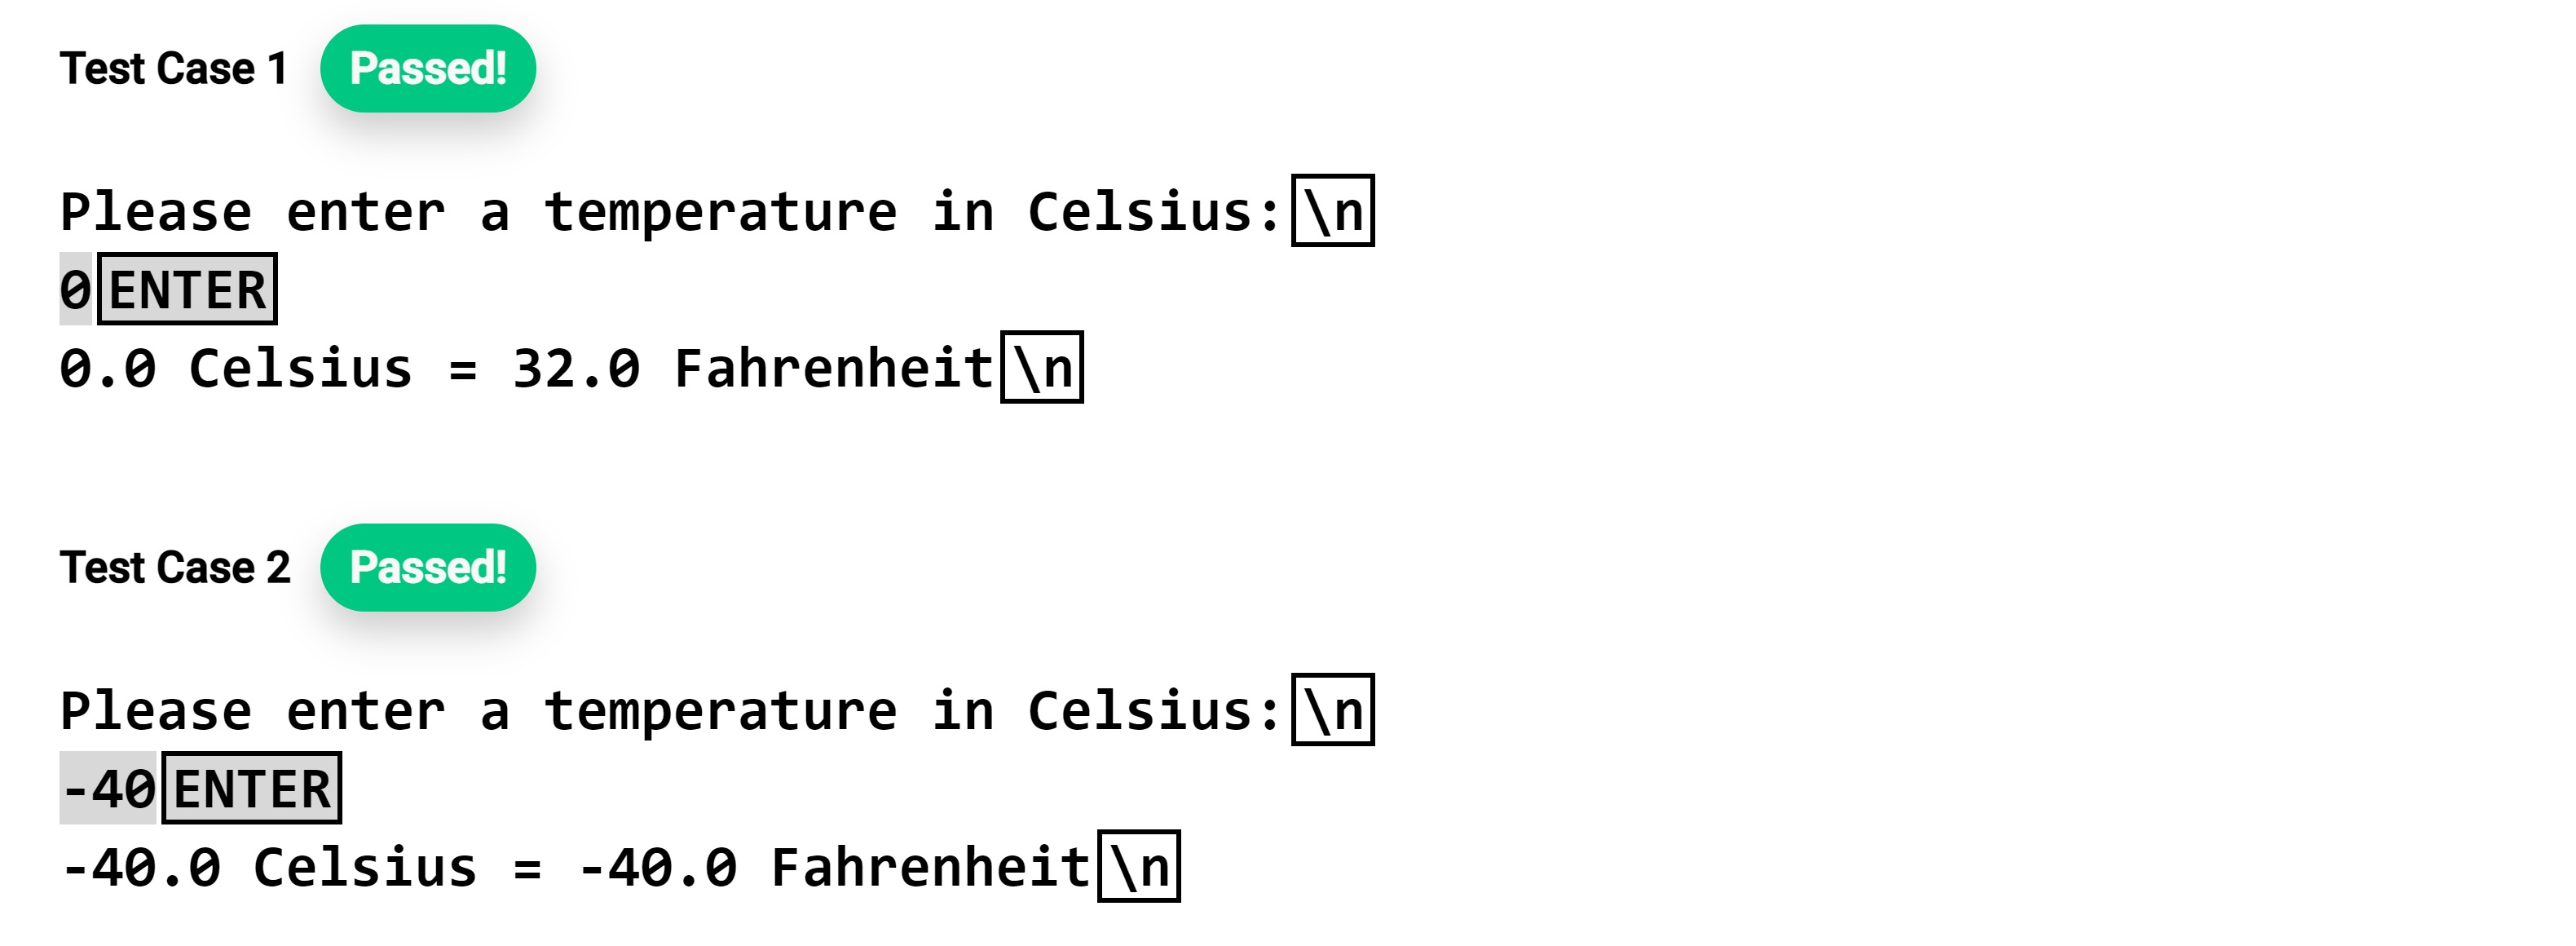 Test Case 1 Passed!
Please enter a temperature in Celsius:\n
0ENTER
0.0 Celsius = 32.0 Fahrenheit\n
Test Case 2 Passed!
Please enter a temperature in Celsius:\n
-40ENTER
-40.0 Celsius = -40.0 Fahrenheit\n